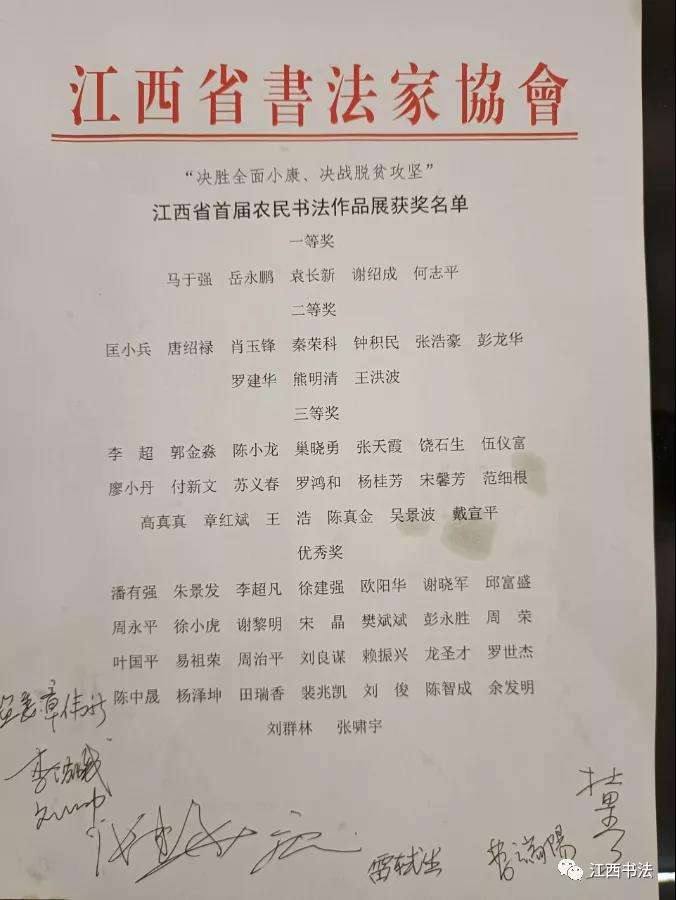 江西省書法家協會
“决胜全面小康、决战脱贫攻坚”
江西省首届农民书法作品展获奖名单
一等奖
马于强 岳永鹏 袁长新 谢绍成 何志平
二等奖
匡小兵 唐绍禄 肖玉锋 秦荣科 钟积民 张浩豪 彭龙华
罗建华 熊明清 王洪波
三等奖
李 超 郭金淼 陈小龙 巢晓勇 张天霞 饶石生 伍仪富
廖小丹 付新文 苏义春 罗鸿和 杨桂芳 宋馨芳 范细根
高真真 章红斌 王 浩 陈真金 吴景波 戴宣平
优秀奖
潘有强 朱景发 李超凡 徐建强 欧阳华 谢晓军 邱富盛
周永平 徐小虎 谢黎明 宋 晶 樊斌斌 彭永胜 周 荣
叶国平 易祖荣 周治平 刘良谋 赖振兴 龙圣才 罗世杰
陈中晟 杨泽坤 田瑞香 裴兆凯 刘 俊 陈智成 余发明
刘群林 张啸宇
江西书法